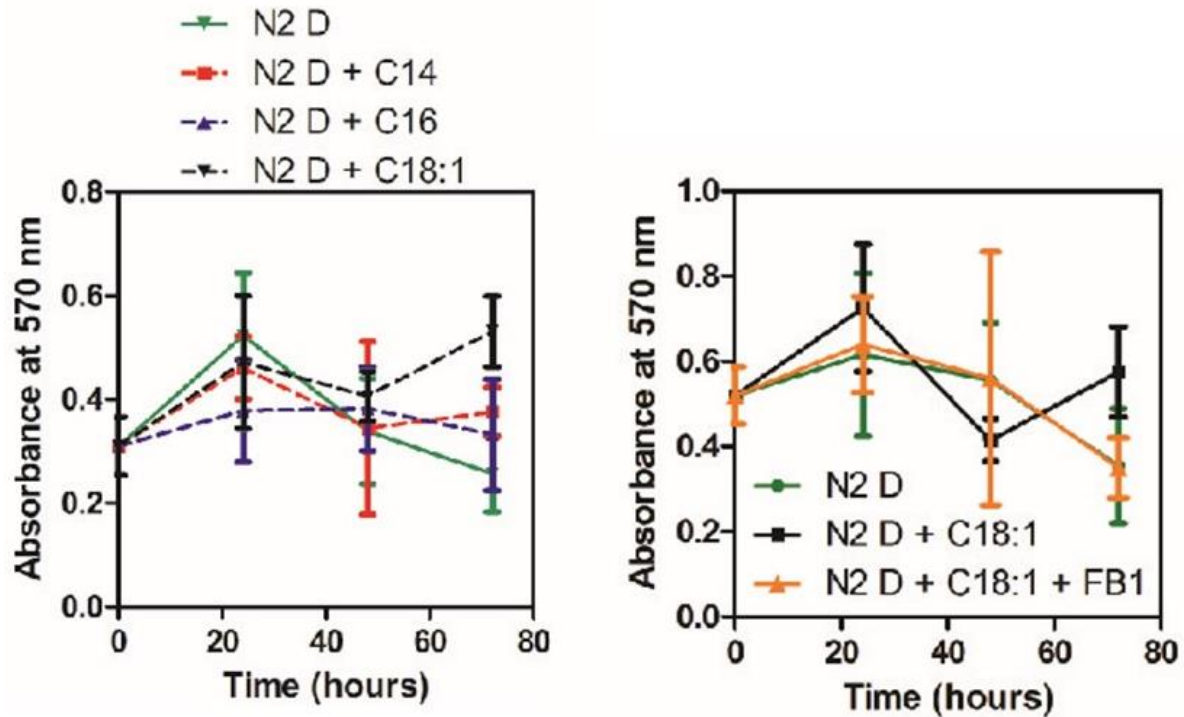 N2 D
N2 D + C14
N2 D + C16
N2 D + C18:1
Absorbance at 570 nm
0.8
0.6
0.4
0.2
0.0
0
20
40
60
80
Time (hours)
Absorbance at 570 nm
1.0
0.8
0.6
0.4
0.2
0.0
N2 D
N2 D + C18:1
N2 D + C18:1 + FB1
0
20
40
60
80
Time (hours)